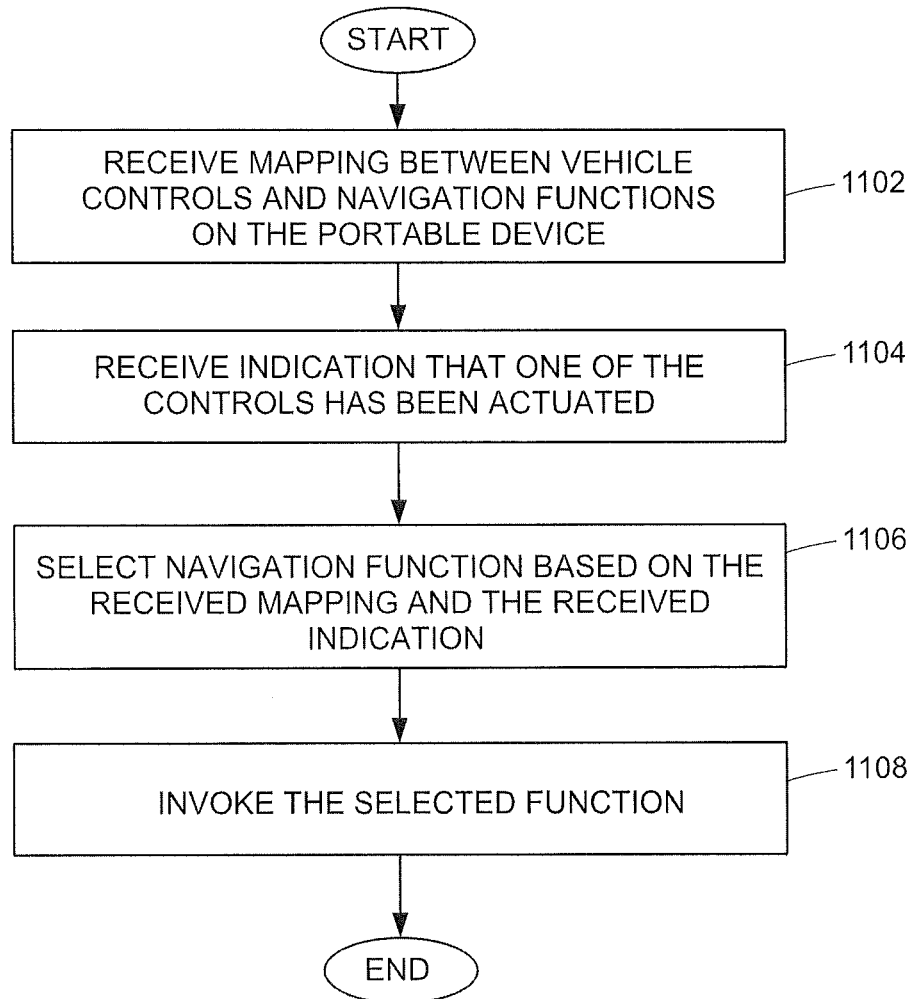 START
RECEIVE MAPPING BETWEEN VEHICLE
CONTROLS AND NAVIGATION FUNCTIONS
ON THE PORTABLE DEVICE
1102
RECEIVE INDICATION THAT ONE OF THE
CONTROLS HAS BEEN ACTUATED
1104
SELECT NAVIGATION FUNCTION BASED ON THE
RECEIVED MAPPING AND THE RECEIVED
INDICATION
1106
INVOKE THE SELECTED FUNCTION
1108
END